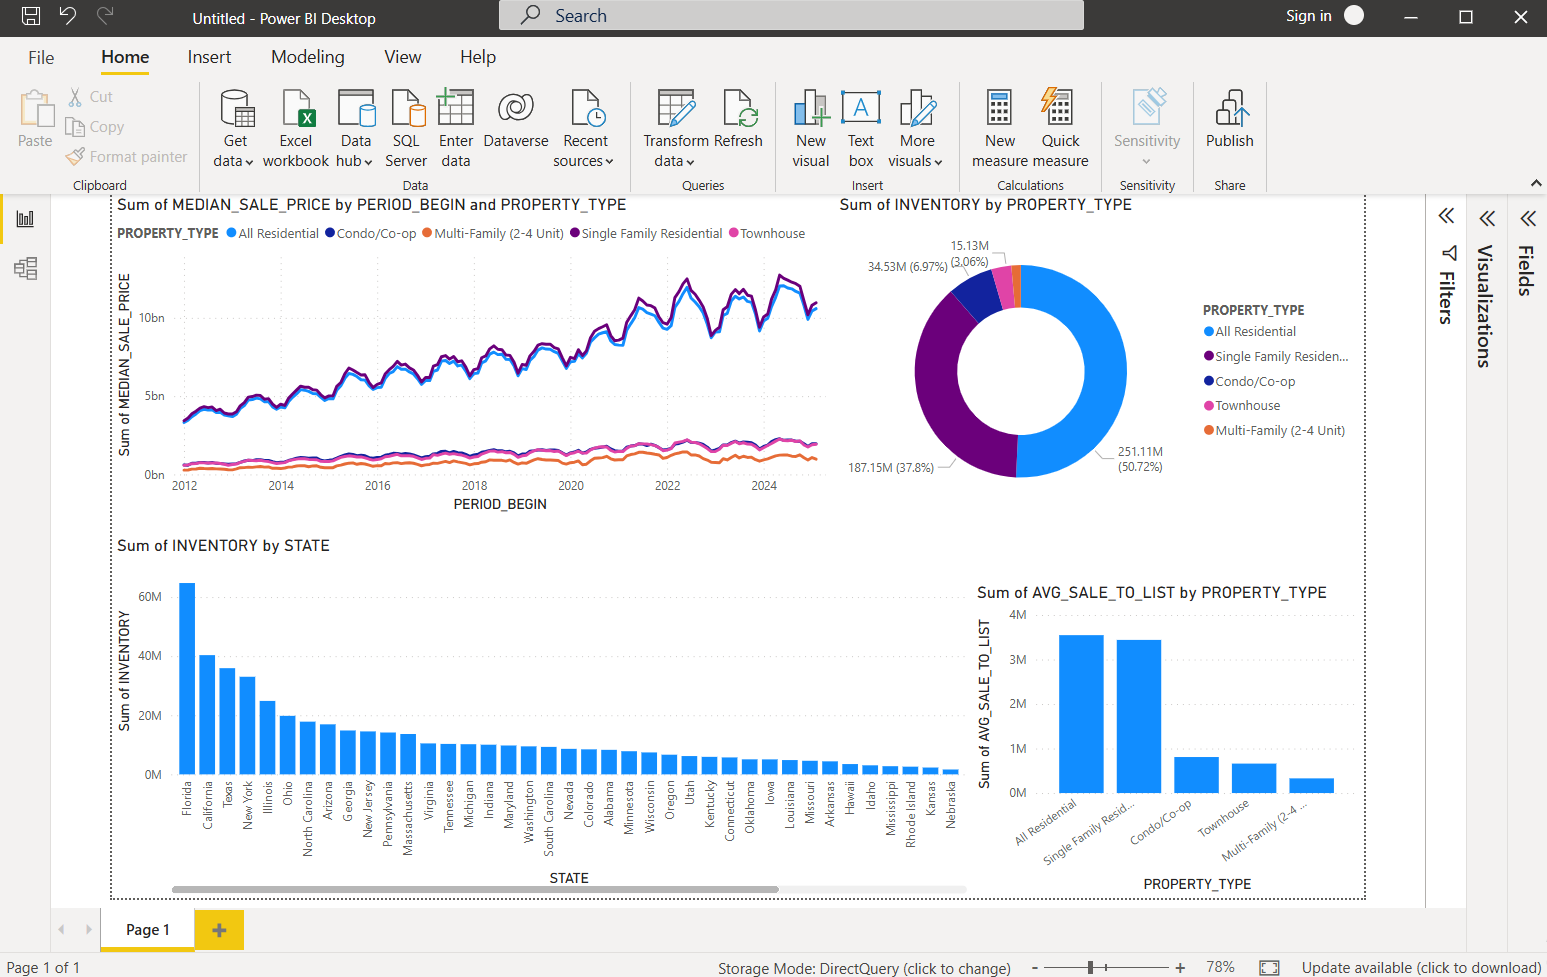 Untitled - Power BI Desktop
Search
Sign in
File Home Insert Modeling View Help
Paste
Cut
Copy
Format painter
Clipboard
Get data
Excel workbook
Data hub
SQL Server
Enter data
Dataverse
Recent sources
Data
Transform data
Refresh
Queries
New visual
Text box
More visuals
Insert
New measure
Quick measure
Calculations
Sensitivity
Sensitivity
Publish
Share
Sum of MEDIAN_SALE_PRICE by PERIOD_BEGIN and PROPERTY_TYPE
PROPERTY_TYPE All Residential Condo/Co-op Multi-Family (2-4 Unit) Single Family Residential Townhouse
Sum of MEDIAN_SALE_PRICE
10bn
5bn
0bn
2012 2014 2016 2018 2020 2022 2024
PERIOD_BEGIN
Sum of INVENTORY by PROPERTY_TYPE
15.13M
(3.06%)
34.53M (6.97%)
187.15M (37.8%)
251.11M
(50.72%)
PROPERTY_TYPE
All Residential
Single Family Residen...
Condo/Co-op
Townhouse
Multi-Family (2-4 Unit)
Filters
Visualizations
Fields
Sum of INVENTORY by STATE
Sum of INVENTORY
60M
40M
20M
0M
Florida
California
Texas
New York
Illinois
Ohio
North Carolina
Arizona
Georgia
New Jersey
Pennsylvania
Massachusetts
Virginia
Tennessee
Michigan
Indiana
Maryland
Washington
South Carolina
Nevada
Colorado
Alabama
Minnesota
Wisconsin
Oregon
Utah
Kentucky
Connecticut
Oklahoma
Iowa
Louisiana
Missouri
Arkansas
Hawaii
Idaho
Mississippi
Rhode Island
Kansas
Nebraska
STATE
Sum of AVG_SALE_TO_LIST by PROPERTY_TYPE
Sum of AVG_SALE_TO_LIST
4M
3M
2M
1M
0M
All Residential
Single Family Resid...
Condo/Co-op
Townhouse
Multi-Family (2-4 ...
PROPERTY_TYPE
Page 1
Page 1 of 1
Storage Mode: DirectQuery (click to change)
- + 78%
Update available (click to download)